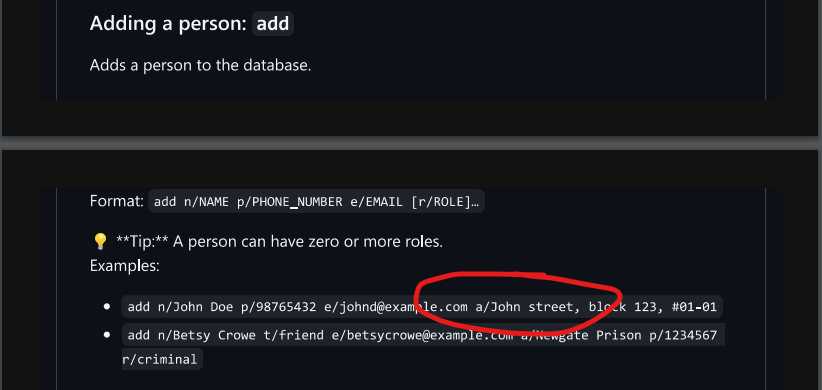 Adding a person: add
Adds a person to the database.
Format: add n/NAME p/PHONE_NUMBER e/EMAIL [r/ROLE]…
💡 **Tip:** A person can have zero or more roles.
Examples:
• add n/John Doe p/98765432 e/johnd@example.com a/John street, block 123, #01-01
• add n/Betsy Crowe t/friend e/betsycrowe@example.com a/Newgate Prison p/1234567
r/criminal